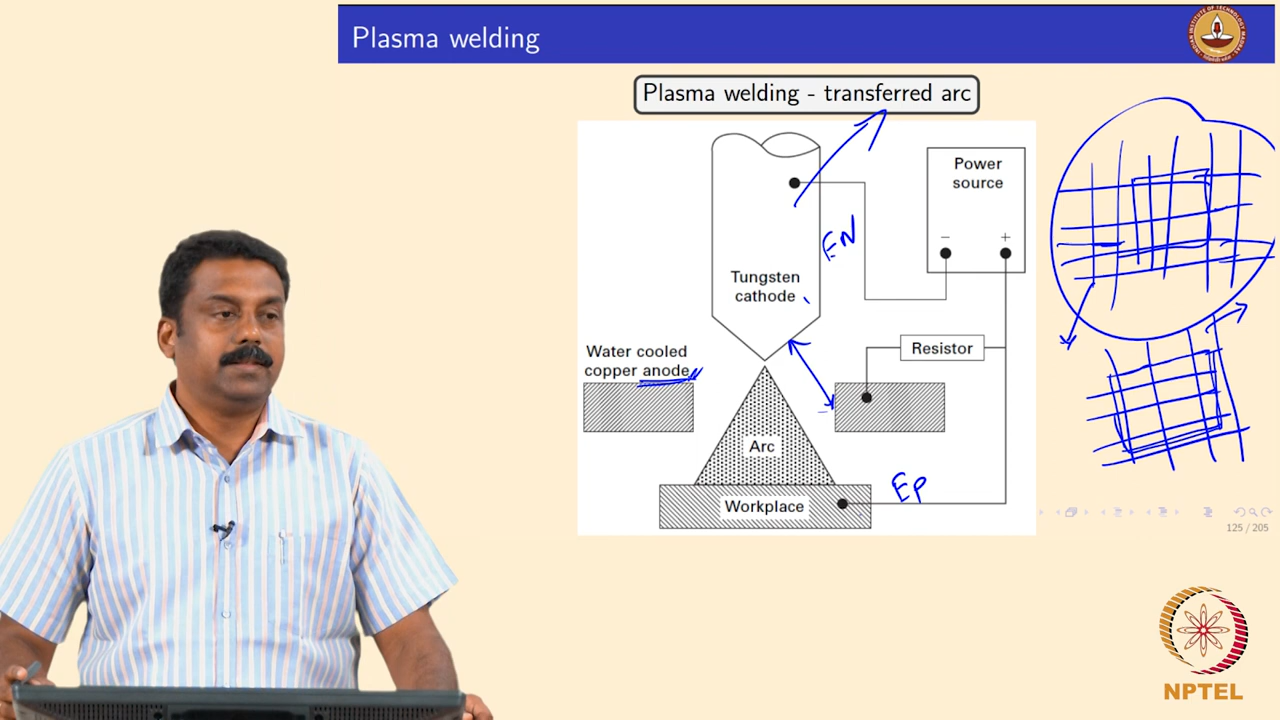 Plasma welding
Plasma welding - transferred arc
Power
source
EN
- +
Tungsten
cathode
Resistor
Water cooled
copper anode
Arc
EP
Workplace
125 / 205
NPTEL